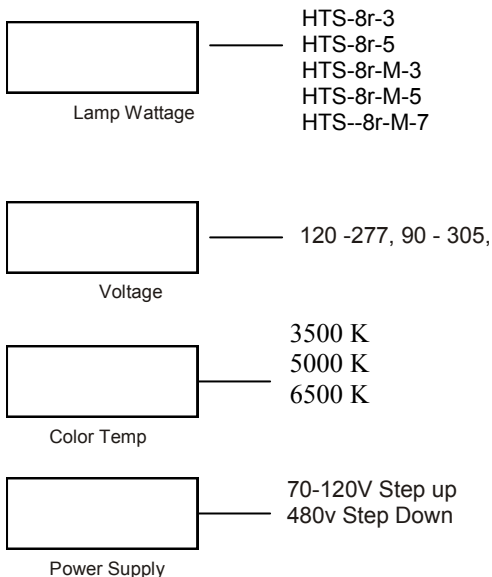 HTS-8r-3
HTS-8r-5
HTS-8r-M-3
HTS-8r-M-5
HTS--8r-M-7
Lamp Wattage
120 -277, 90 - 305,
Voltage
3500 K
5000 K
6500 K
Color Temp
70-120V Step up
480v Step Down
Power Supply